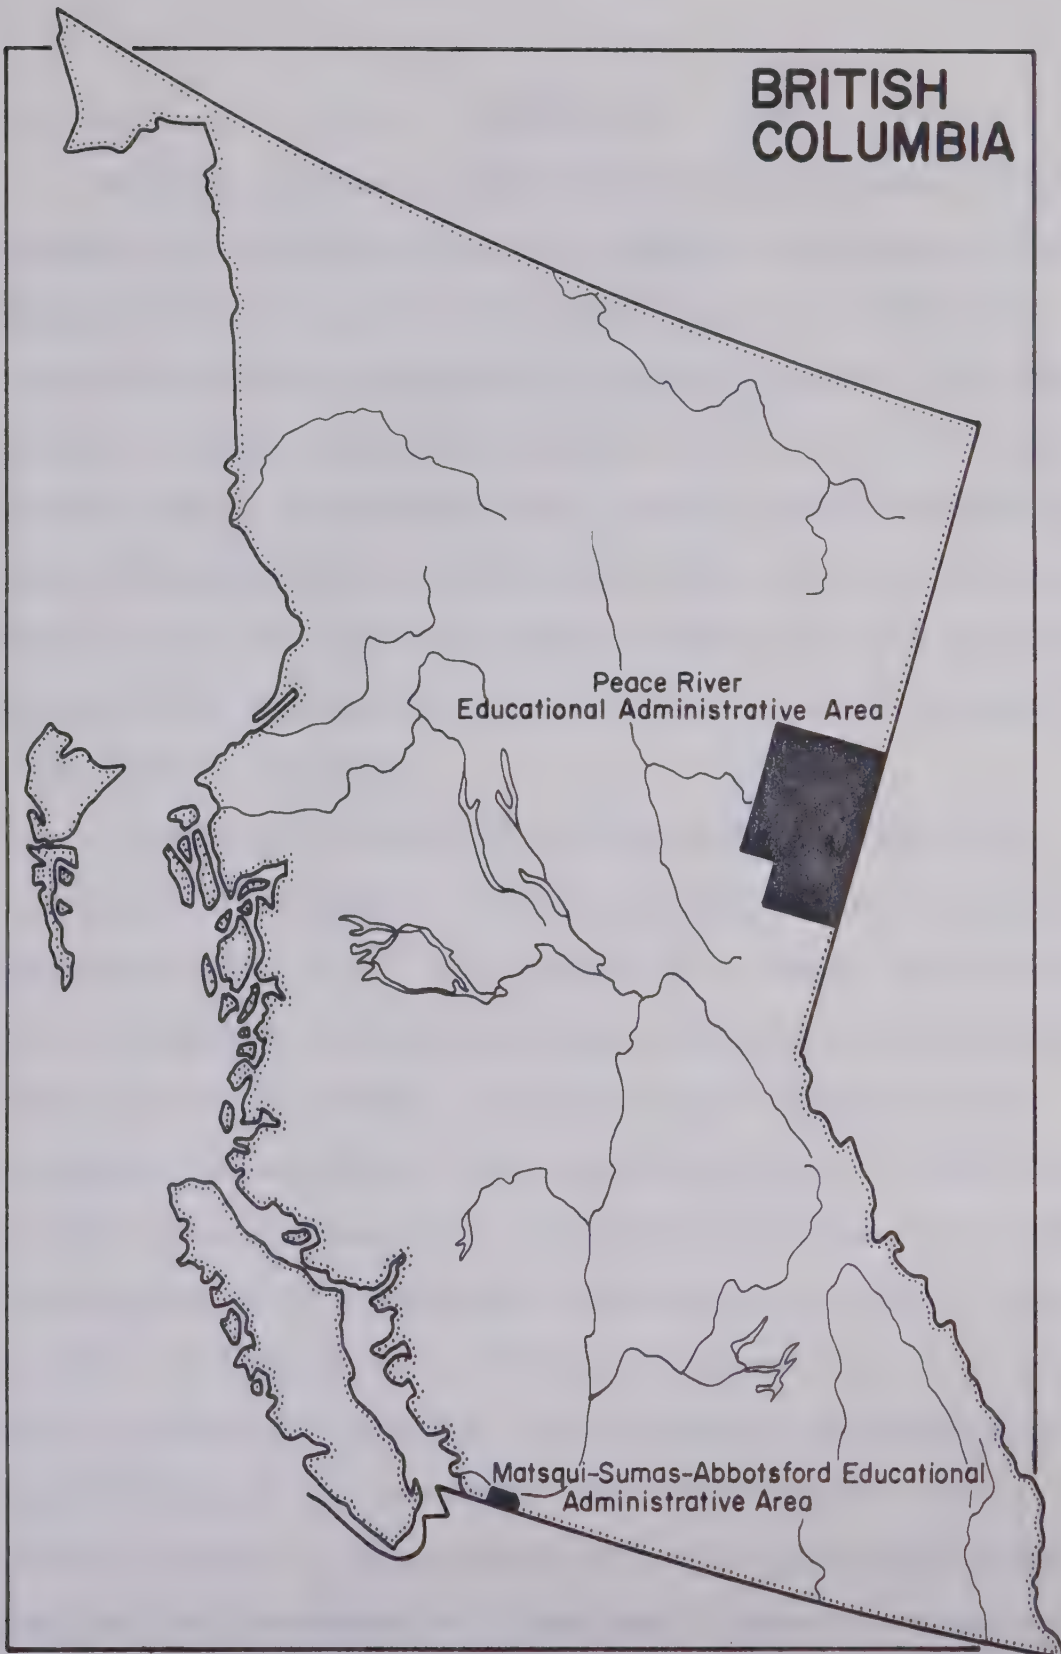 BRITISH
COLUMBIA
Peace River
Educational Administrative Area
Matsqui-Sumas-Abbotsford Educational
Administrative Area